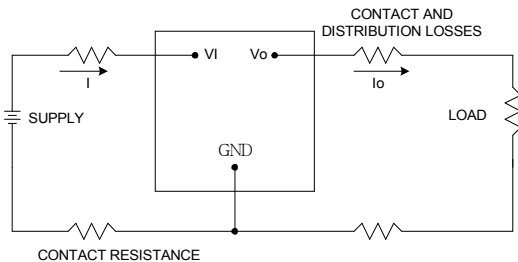 CONTACT AND
DISTRIBUTION LOSSES
VI
Vo
I
Io
SUPPLY
LOAD
GND
CONTACT RESISTANCE